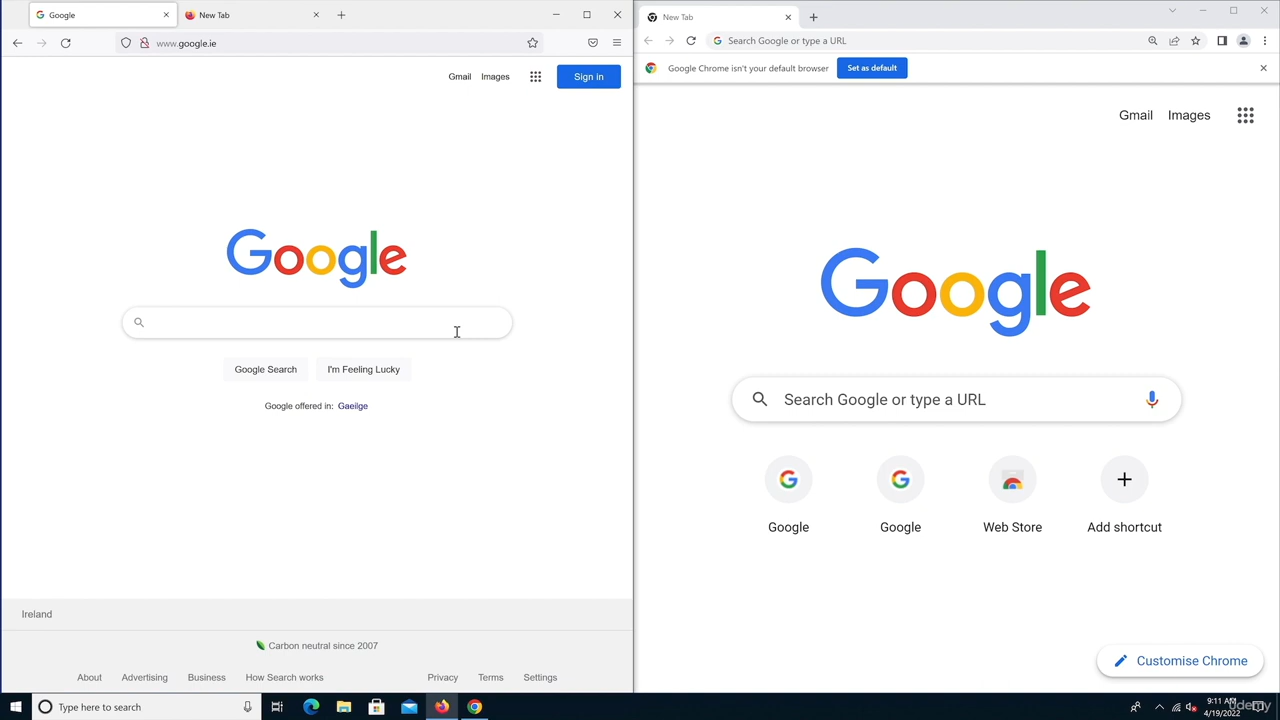 Google
New Tab
www.google.ie
Gmail
Images
Sign in
Google
Google Search
I'm Feeling Lucky
Google offered in: Gaeilge
Ireland
Carbon neutral since 2007
About
Advertising
Business
How Search works
Privacy
Terms
Settings
New Tab
Search Google or type a URL
Google Chrome isn't your default browser
Set as default
Gmail
Images
Google
Search Google or type a URL
Google
Google
Web Store
Add shortcut
Customise Chrome
Type here to search
9:11 AM
4/19/2022
udemy